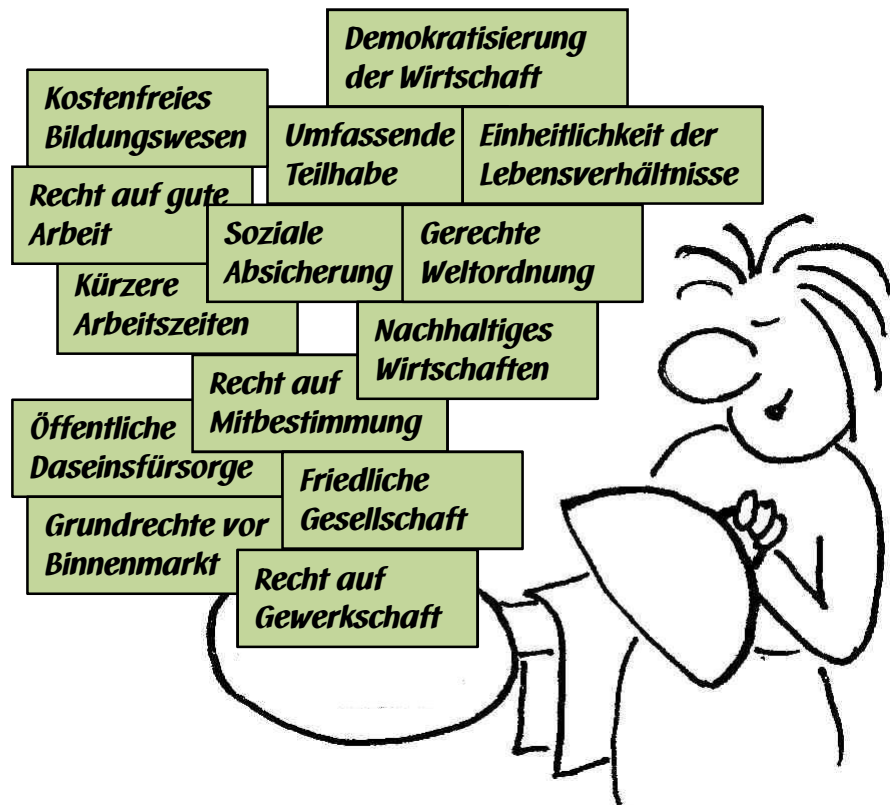 Demokratisierung
der Wirtschaft
Kostenfreies
Bildungswesen
Umfassende
Teilhabe
Einheitlichkeit der
Lebensverhältnisse
Recht auf gute
Arbeit
Soziale
Absicherung
Gerechte
Weltordnung
Kürzere
Arbeitszeiten
Nachhaltiges
Wirtschaften
Recht auf
Mitbestimmung
Öffentliche
Daseinsfürsorge
Friedliche
Gesellschaft
Grundrechte vor
Binnenmarkt
Recht auf
Gewerkschaft